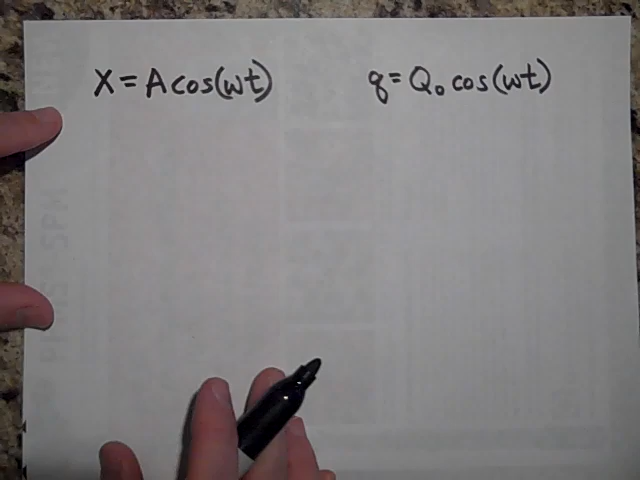 X = A cos(ωt)
q = Q₀ cos(ωt)